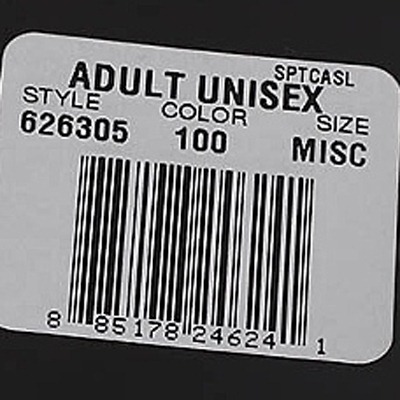 SPTCASL
ADULT UNISEX
STYLE COLOR SIZE
626305 100 MISC
8 85178 24624 1